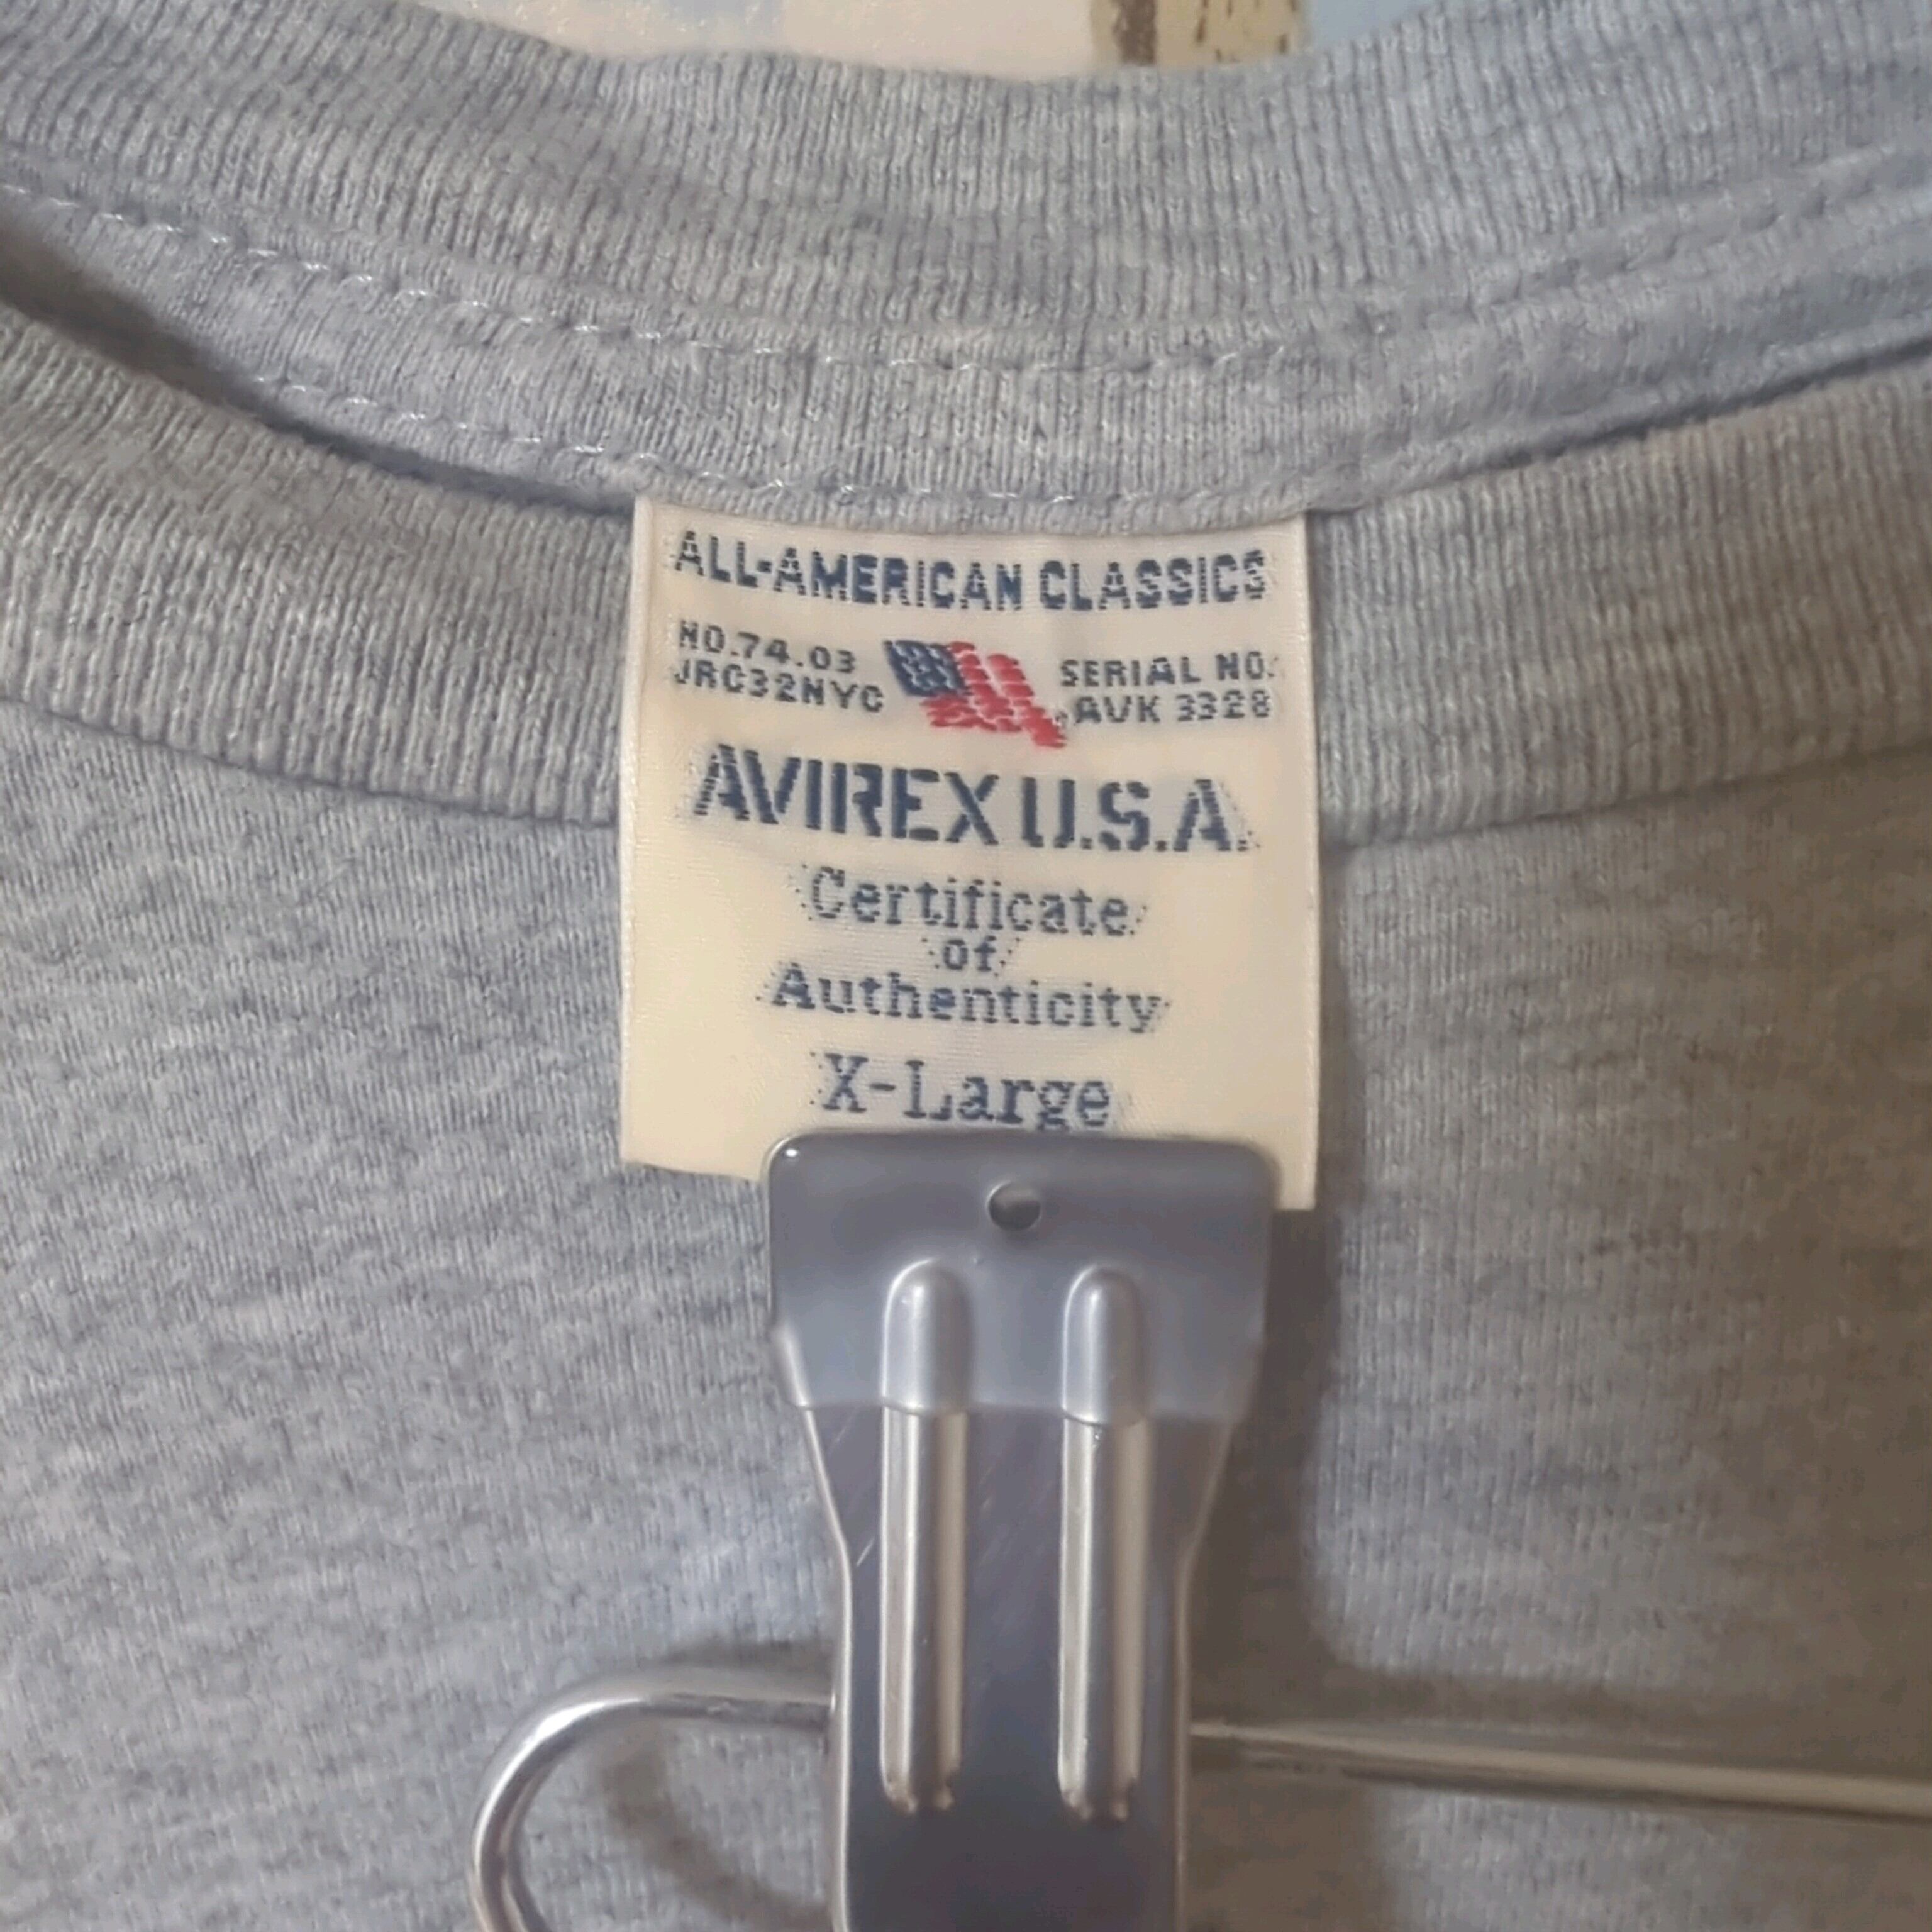 ALL-AMERICAN CLASSICS
NO.74.03
JRC32NYC
SERIAL NO.
AVK 3328
AVIREX U.S.A.
Certificate
of
Authenticity
X-Large